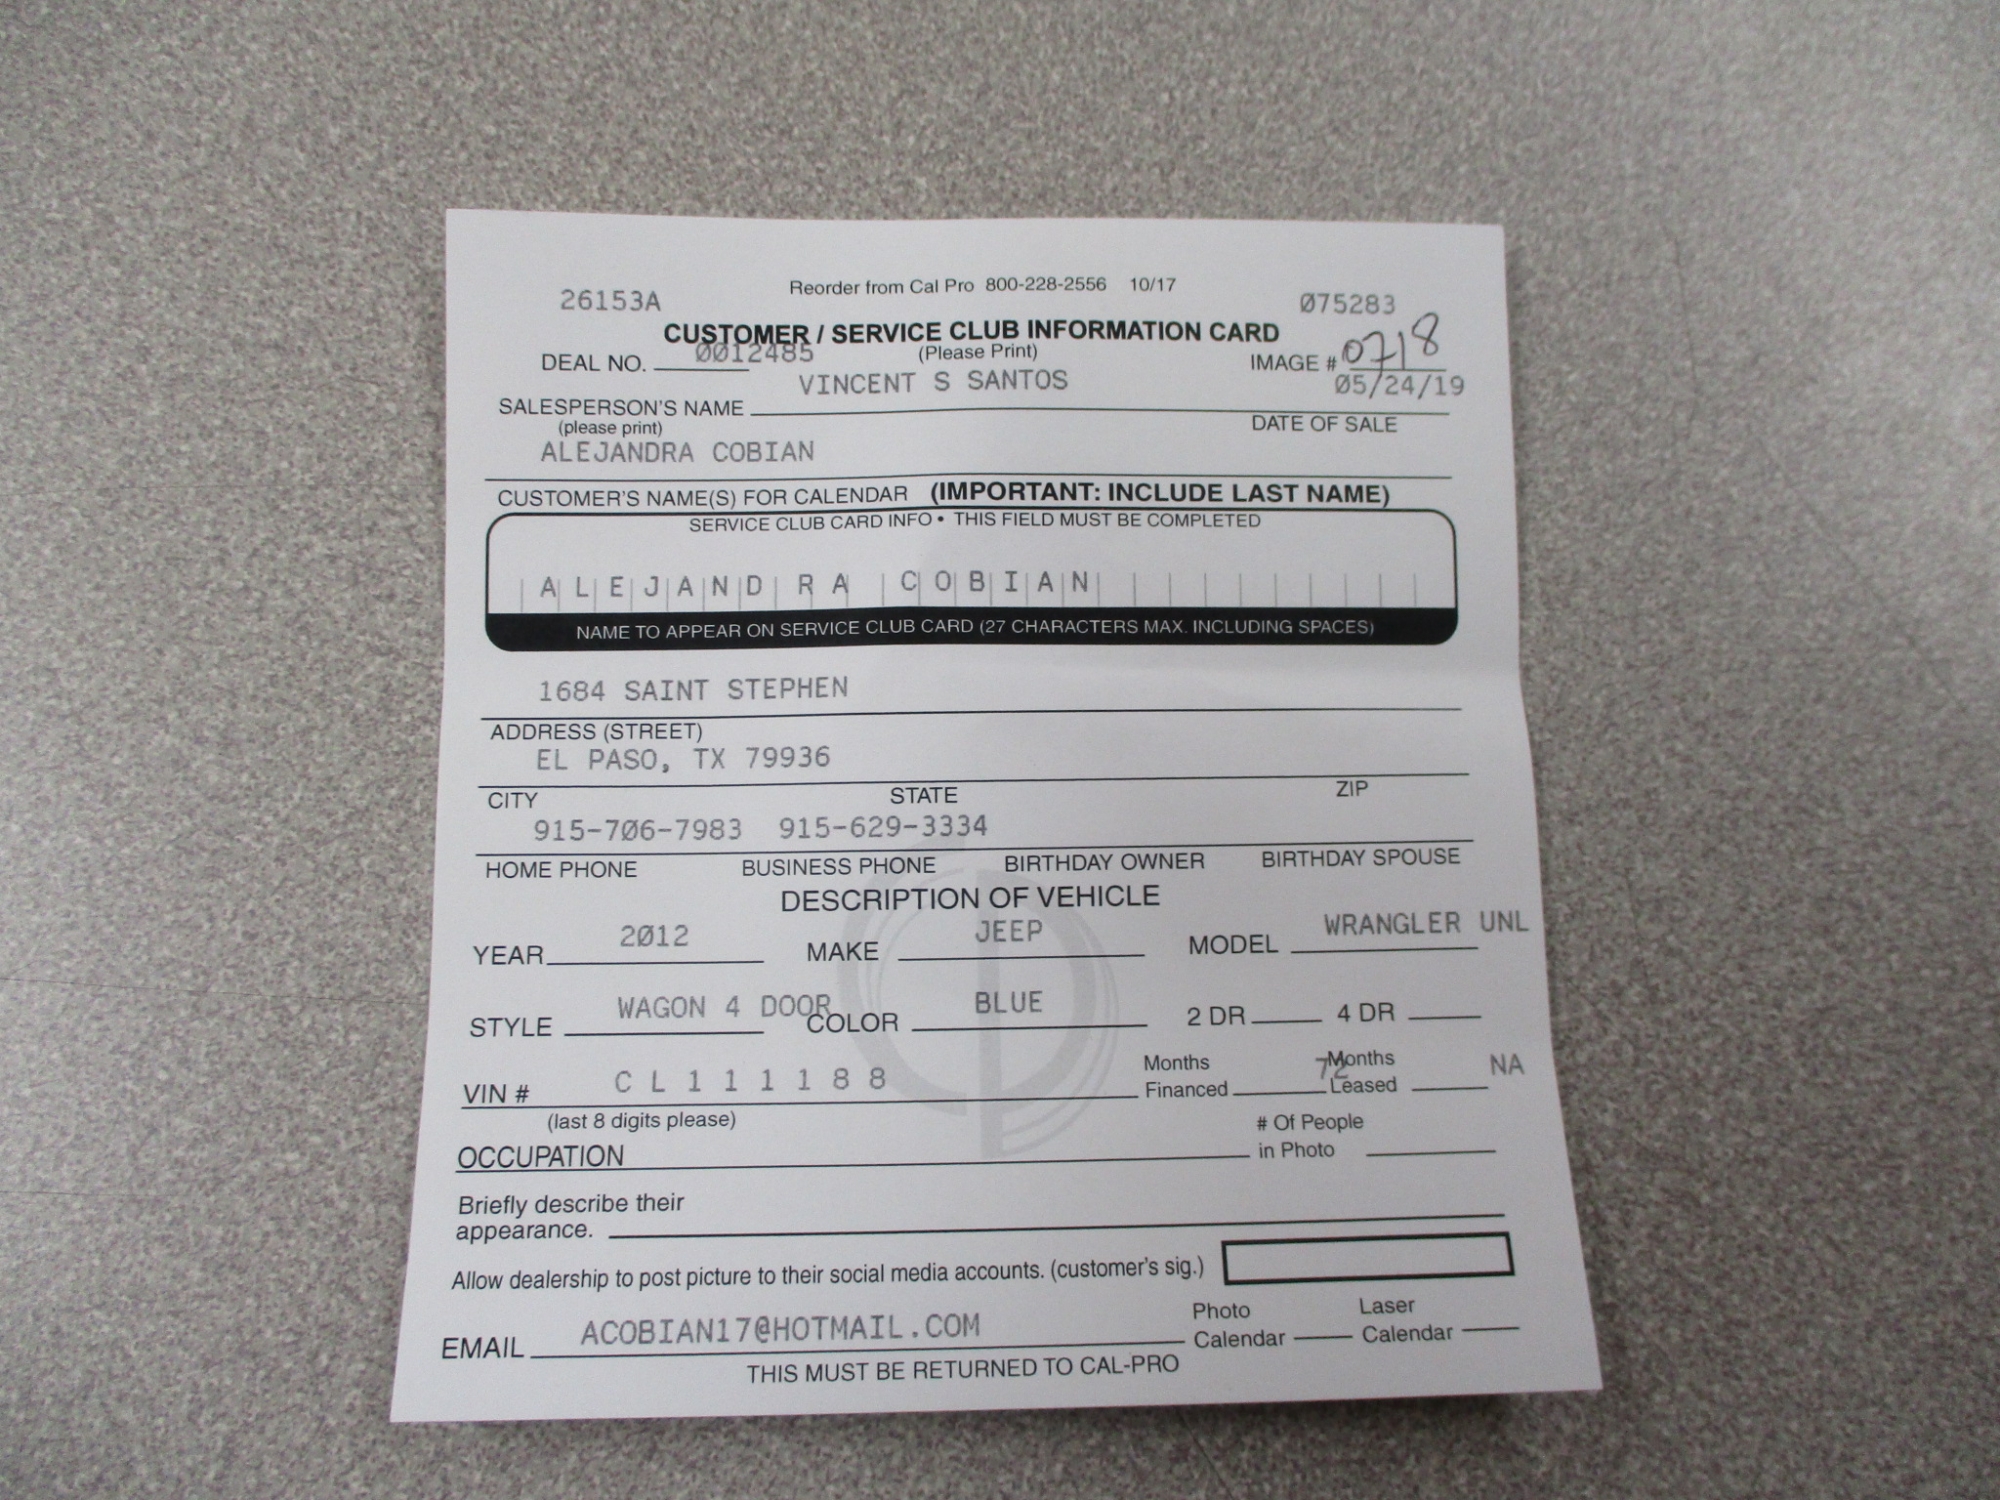 Reorder from Cal Pro 800-228-2556 10/17
26153A 075283
CUSTOMER / SERVICE CLUB INFORMATION CARD
DEAL NO. 0012485 (Please Print) IMAGE # 0718
VINCENT S SANTOS 05/24/19
SALESPERSON'S NAME DATE OF SALE
(please print)
ALEJANDRA COBIAN
CUSTOMER'S NAME(S) FOR CALENDAR (IMPORTANT: INCLUDE LAST NAME)
SERVICE CLUB CARD INFO • THIS FIELD MUST BE COMPLETED
ALEJANDRA COBIAN
NAME TO APPEAR ON SERVICE CLUB CARD (27 CHARACTERS MAX. INCLUDING SPACES)
1684 SAINT STEPHEN
ADDRESS (STREET)
EL PASO, TX 79936
CITY STATE ZIP
915-706-7983 915-629-3334
HOME PHONE BUSINESS PHONE BIRTHDAY OWNER BIRTHDAY SPOUSE
DESCRIPTION OF VEHICLE
YEAR 2012 MAKE JEEP MODEL WRANGLER UNL
STYLE WAGON 4 DOOR COLOR BLUE 2 DR 4 DR
Months 72 Months NA
VIN # CL111188 Financed Leased
(last 8 digits please) # Of People
OCCUPATION in Photo
Briefly describe their
appearance.
Allow dealership to post picture to their social media accounts. (customer's sig.)
Photo Laser
EMAIL ACOBIAN17@HOTMAIL.COM Calendar Calendar
THIS MUST BE RETURNED TO CAL-PRO